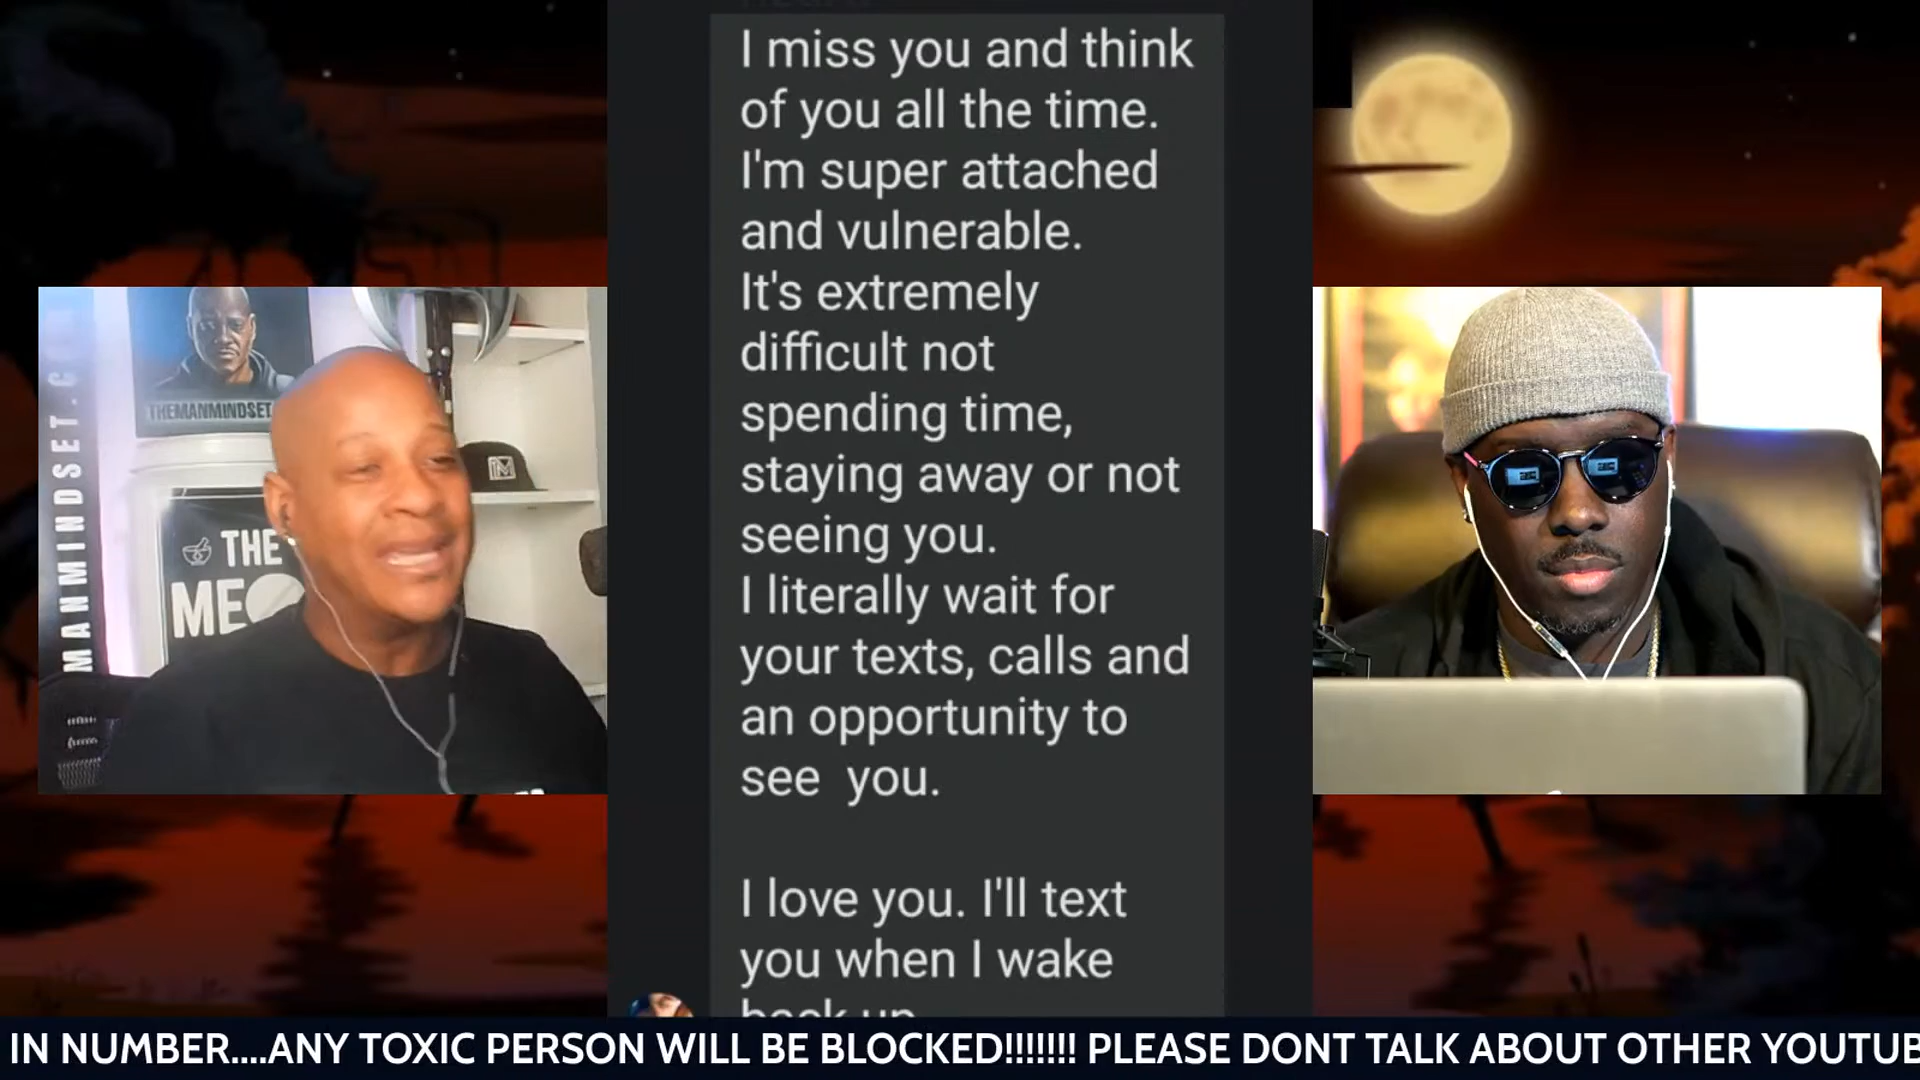 I miss you and think
of you all the time.
I'm super attached
and vulnerable.
It's extremely
difficult not
spending time,
staying away or not
seeing you.
I literally wait for
your texts, calls and
an opportunity to
see  you.
I love you. I'll text
you when I wake
back up
MANMINDSET.C
THEMANMINDSET
THE
ME
IN NUMBER....ANY TOXIC PERSON WILL BE BLOCKED!!!!!!! PLEASE DONT TALK ABOUT OTHER YOUTUB